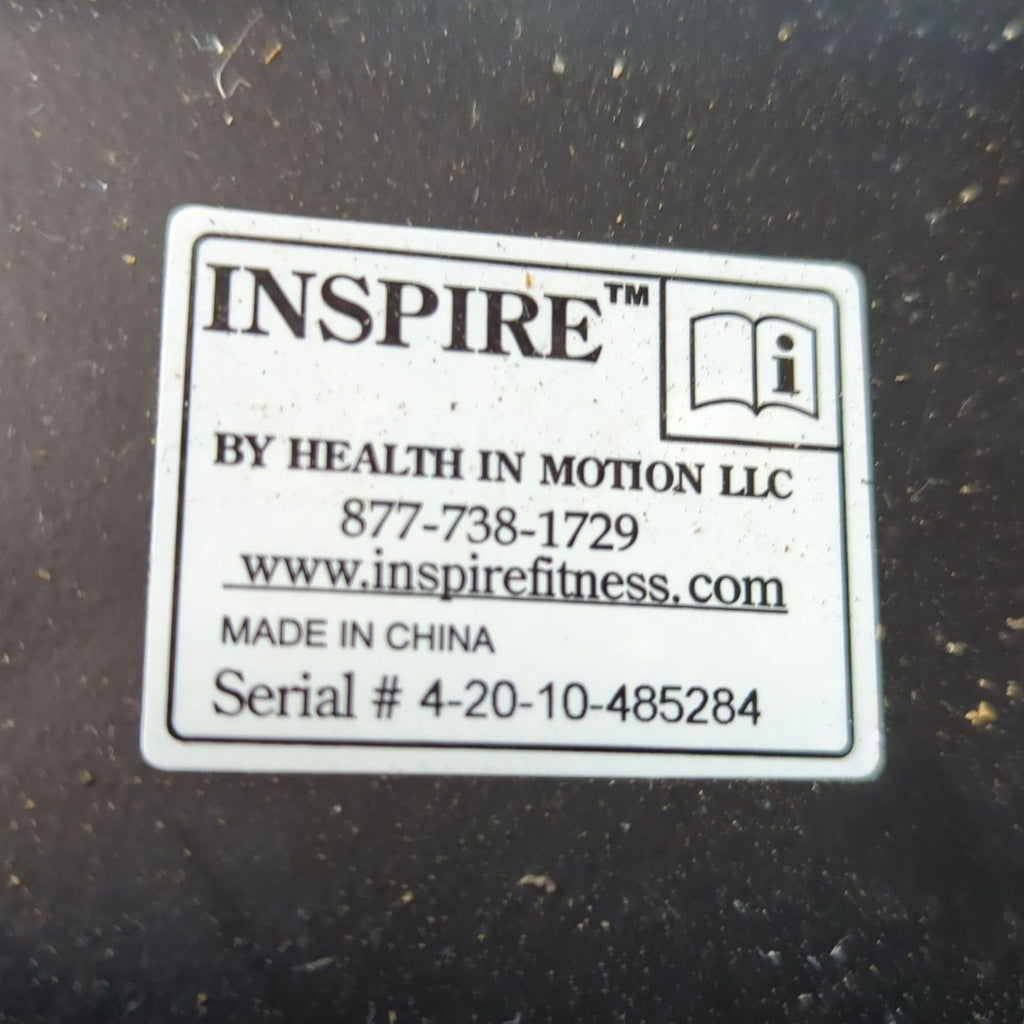 INSPIRE™
i
BY HEALTH IN MOTION LLC
877-738-1729
www.inspirefitness.com
MADE IN CHINA
Serial # 4-20-10-485284